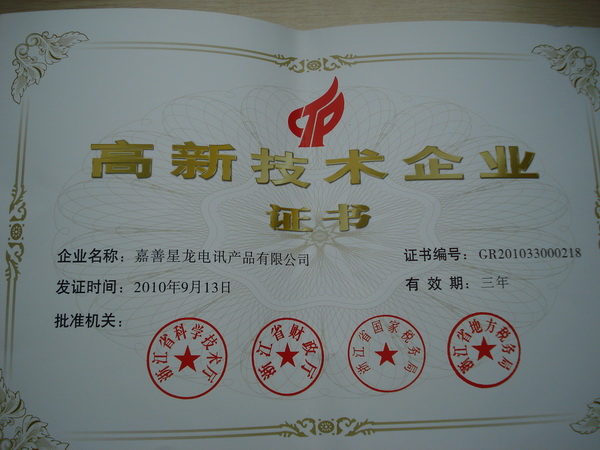 高新技术企业
证书
企业名称：嘉善星龙电讯产品有限公司
证书编号：GR201033000218
发证时间：2010年9月13日
有效期：三年
批准机关：
浙江省科学技术厅
浙江省财政厅
浙江省国家税务局
浙江省地方税务局